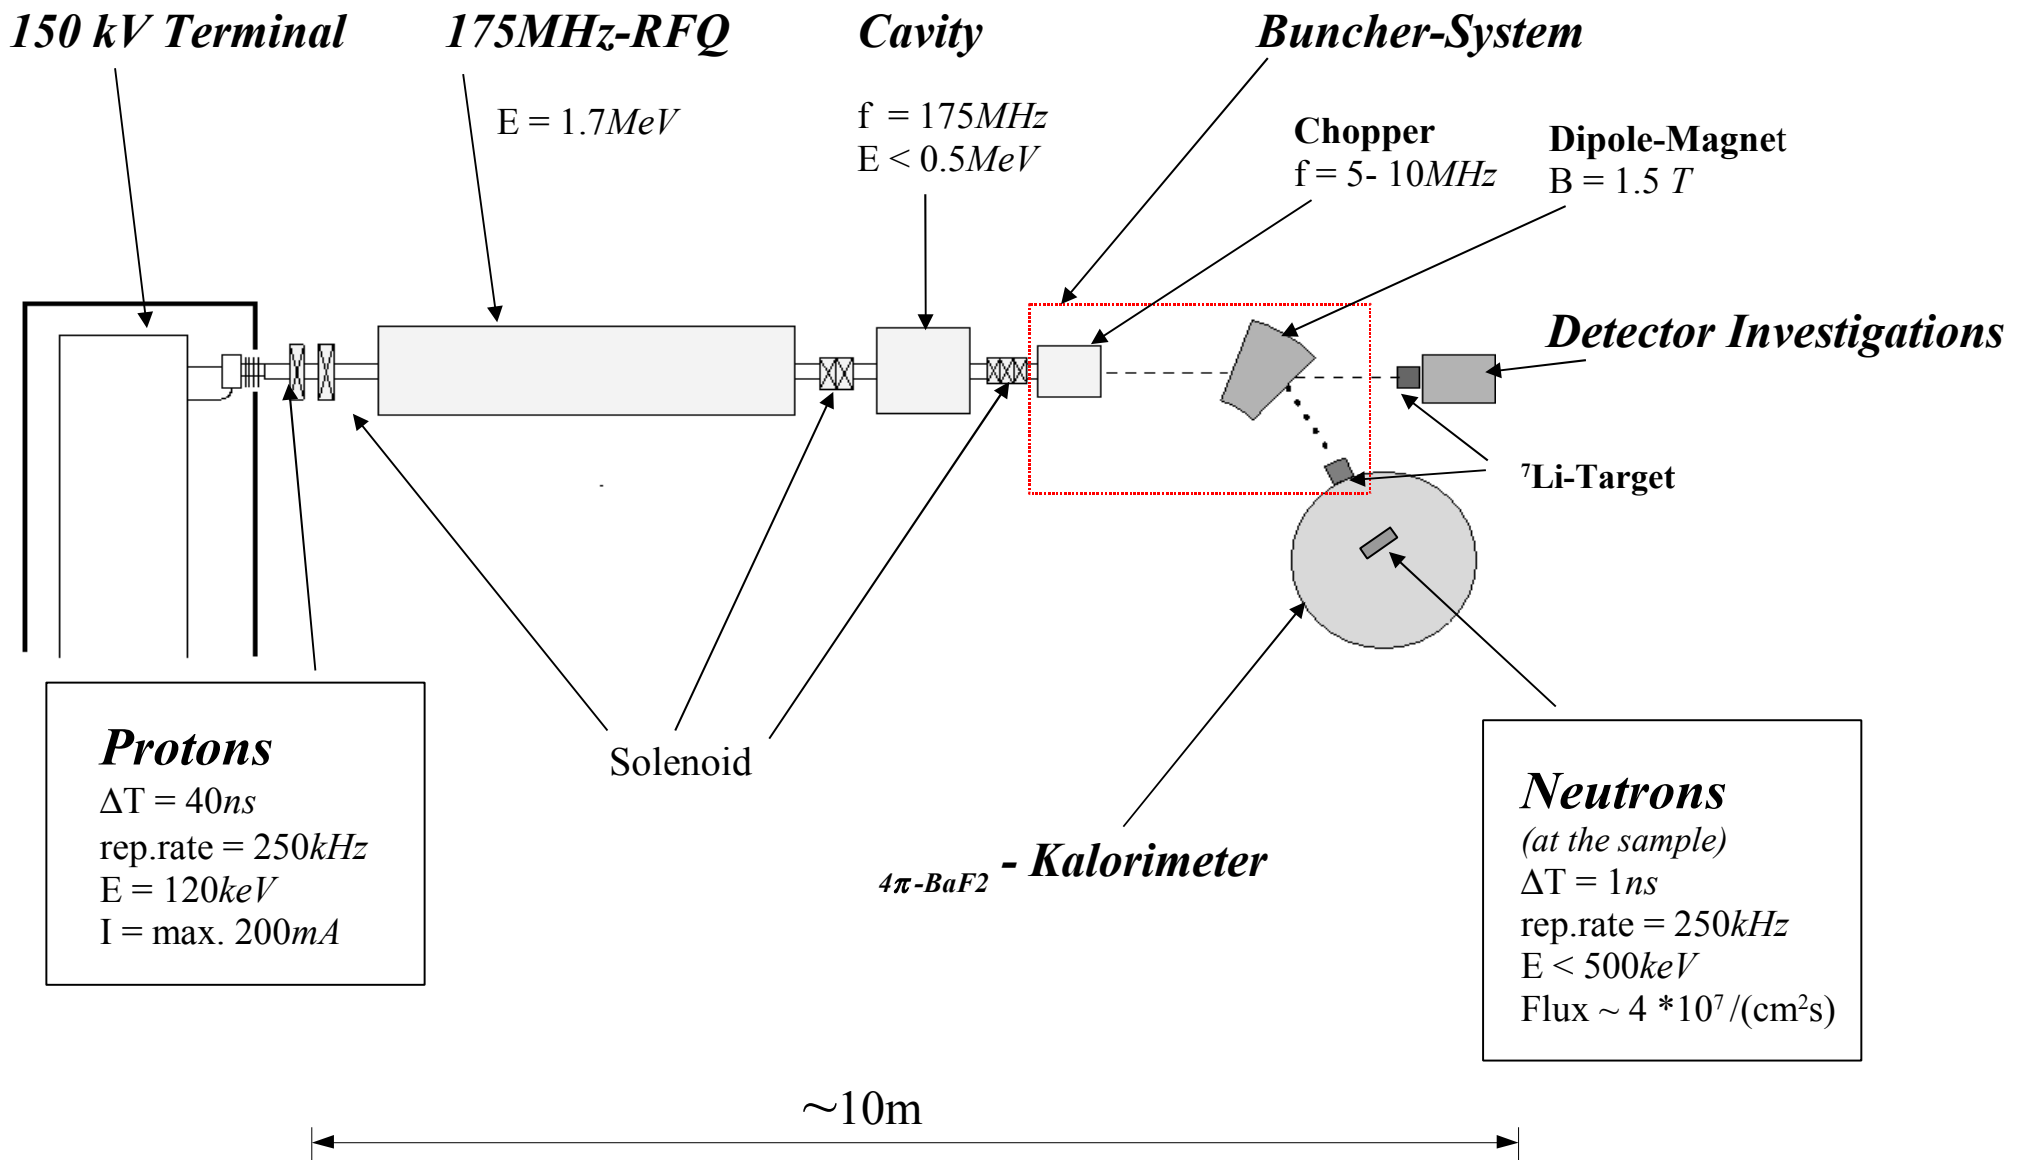 150 kV Terminal
175MHz-RFQ
E = 1.7MeV
Cavity
f = 175MHz
E < 0.5MeV
Buncher-System
Chopper
f = 5- 10MHz
Dipole-Magnet
B = 1.5 T
Detector Investigations
⁷Li-Target
Solenoid
4π-BaF2 - Kalorimeter
Protons
ΔT = 40ns
rep.rate = 250kHz
E = 120keV
I = max. 200mA
Neutrons
(at the sample)
ΔT = 1ns
rep.rate = 250kHz
E < 500keV
Flux ~ 4 *10⁷ /(cm²s)
~10m